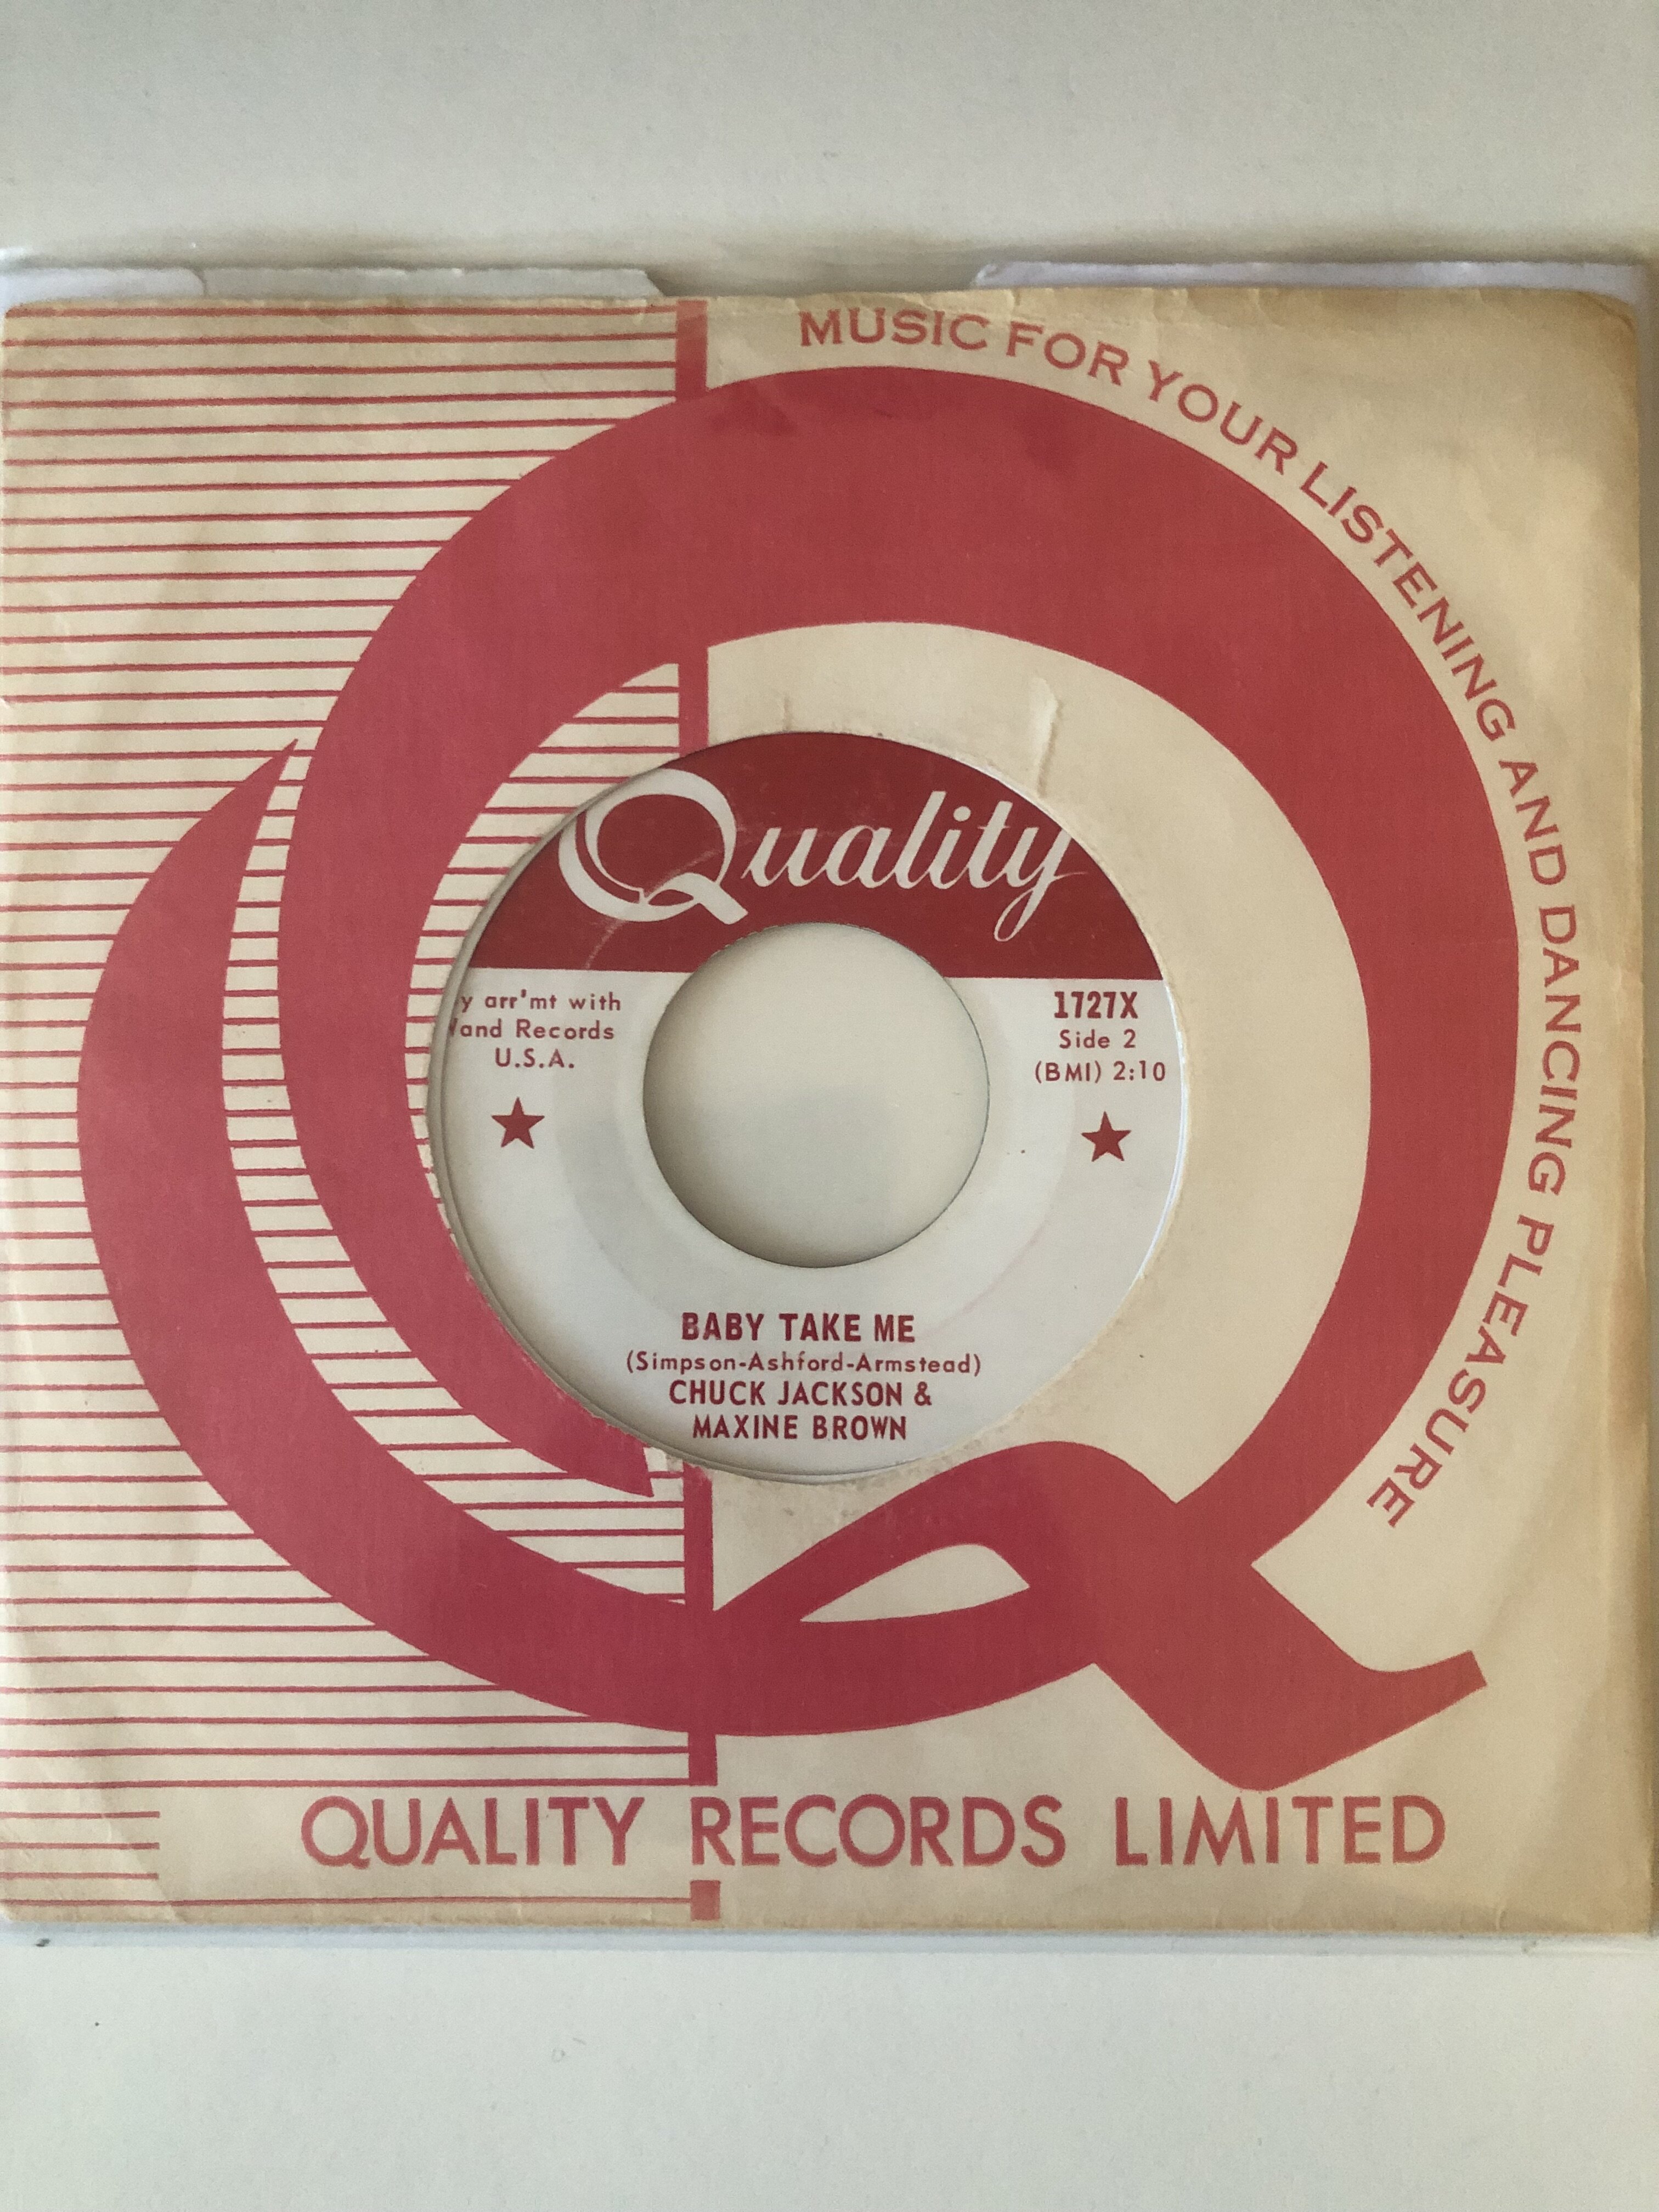 MUSIC FOR YOUR LISTENING AND DANCING PLEASURE
Quality
arr'mt with
Records
U.S.A.
1727X
Side 2
(BMI) 2:10
BABY TAKE ME
(Simpson-Ashford-Armstead)
CHUCK JACKSON &
MAXINE BROWN
QUALITY RECORDS LIMITED